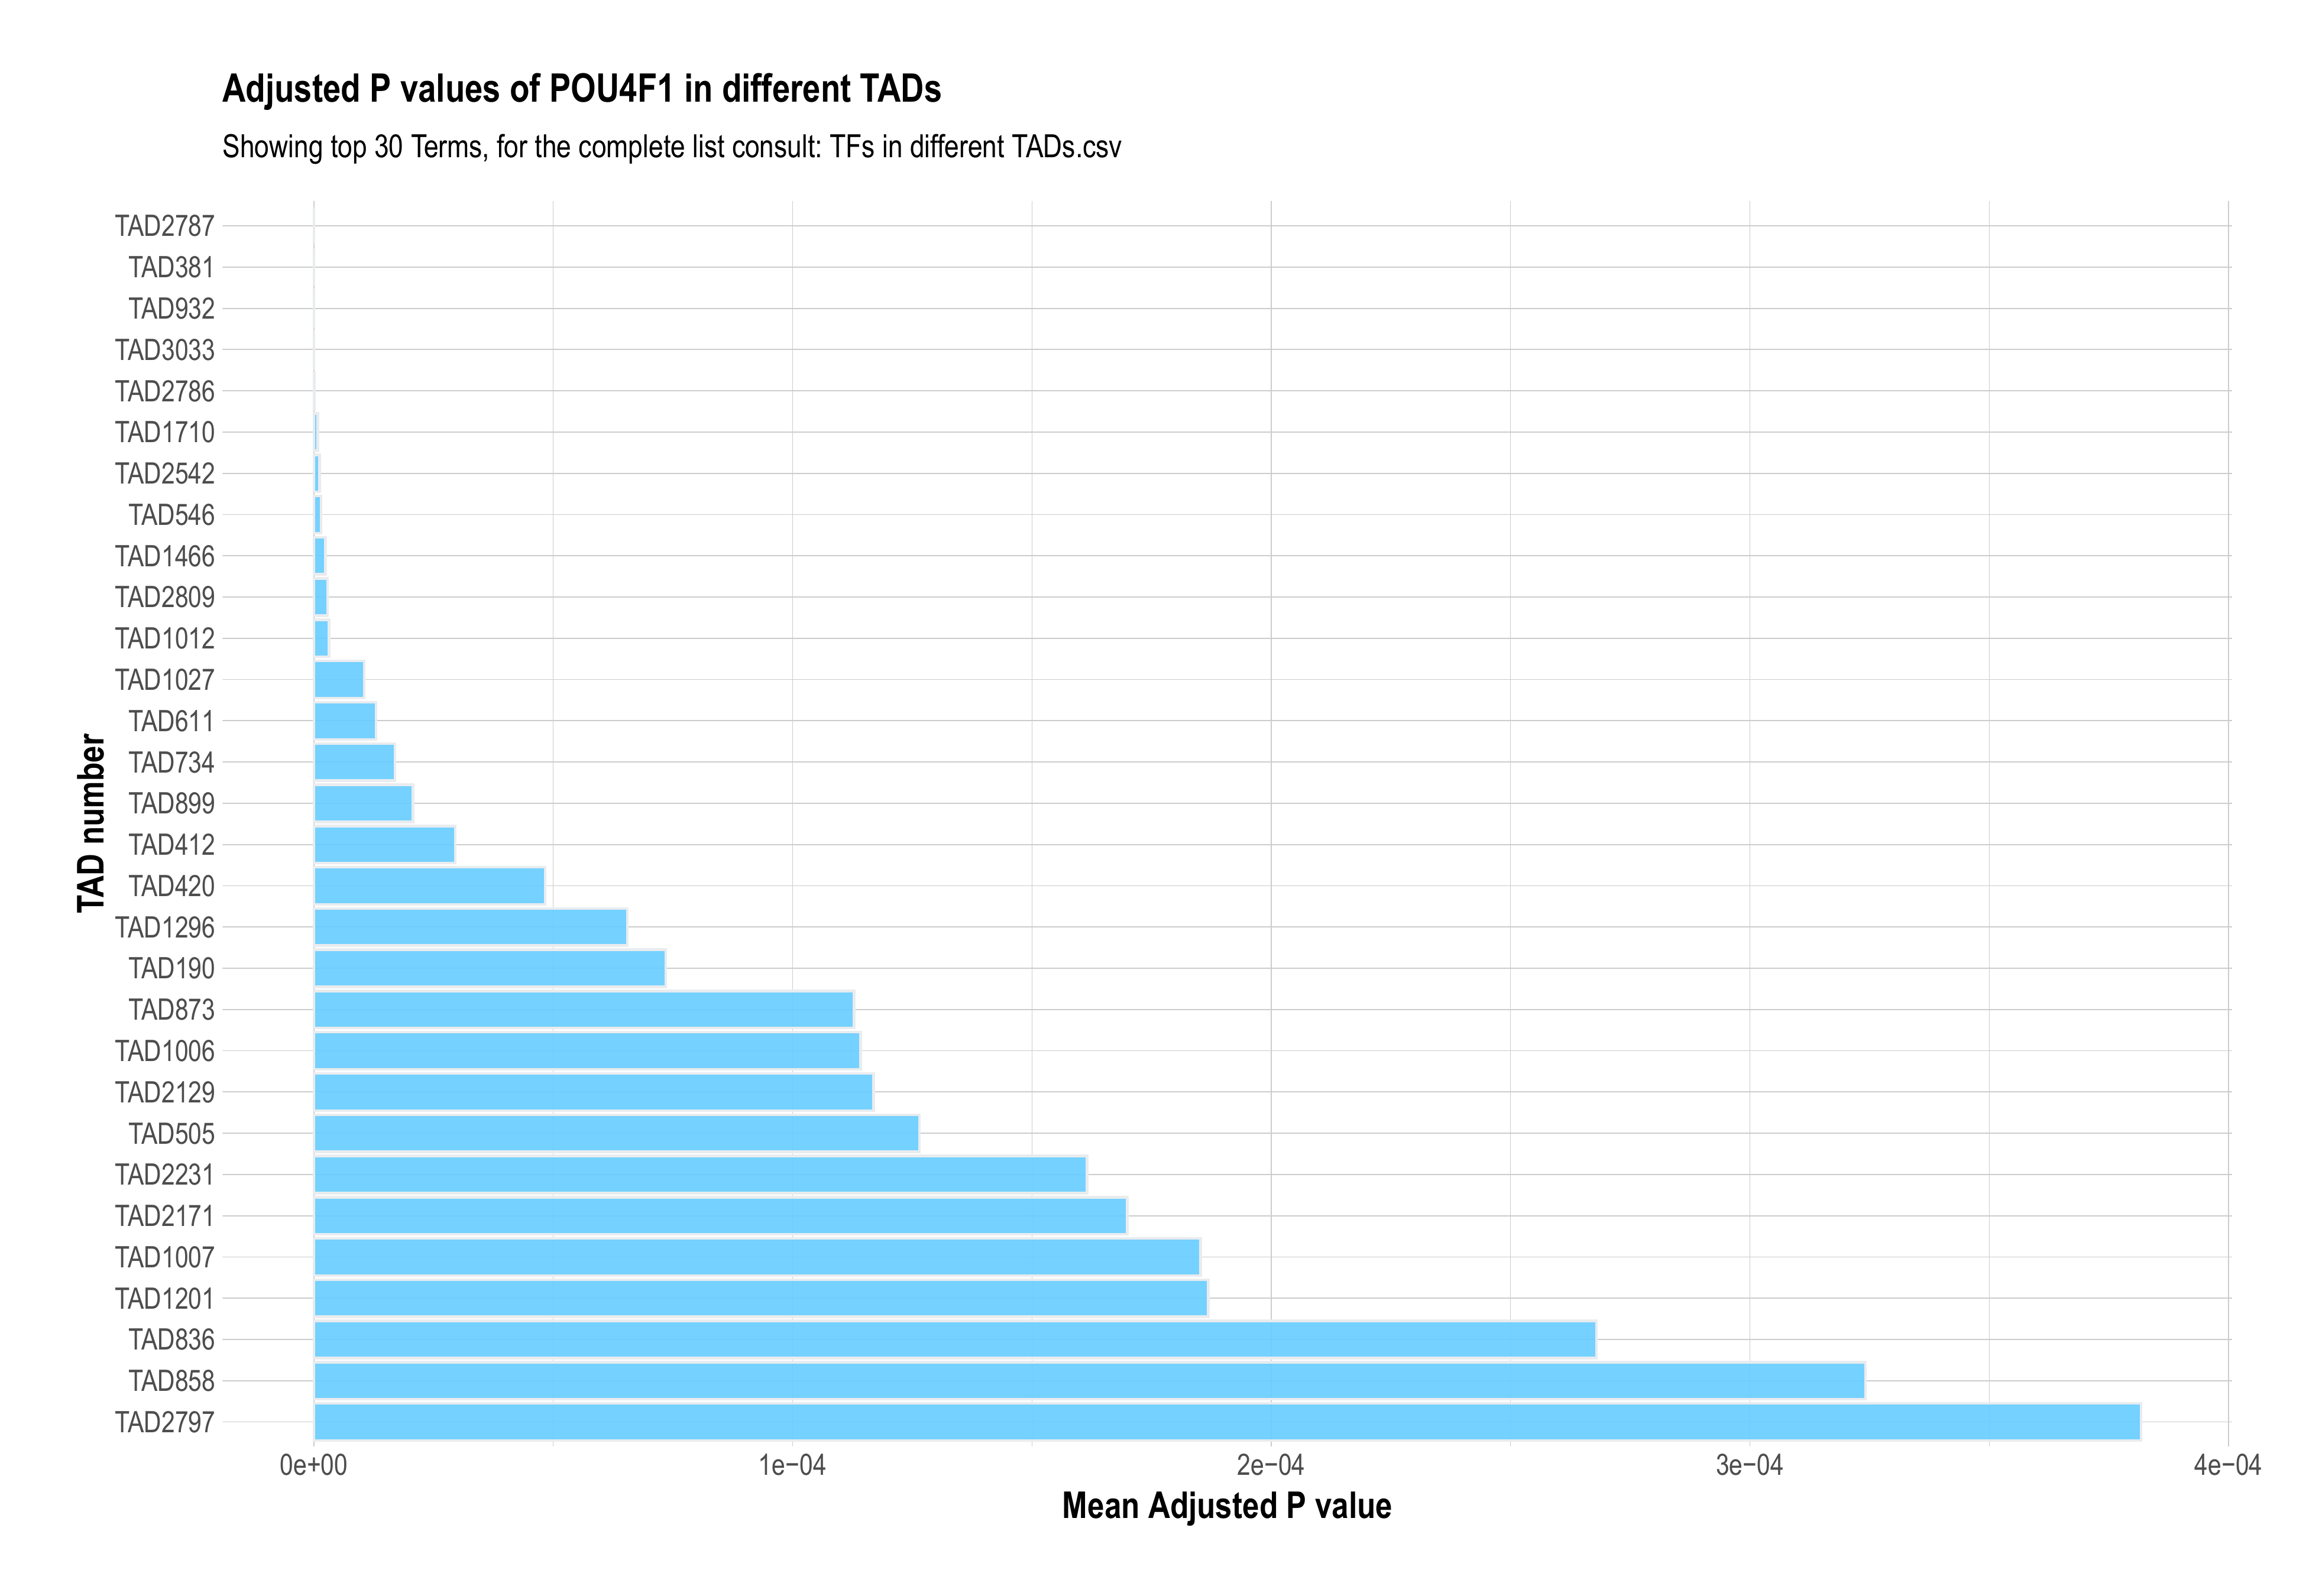 Adjusted P values of POU4F1 in different TADs
Showing top 30 Terms, for the complete list consult: TFs in different TADs.csv
TAD number
TAD2787
TAD381
TAD932
TAD3033
TAD2786
TAD1710
TAD2542
TAD546
TAD1466
TAD2809
TAD1012
TAD1027
TAD611
TAD734
TAD899
TAD412
TAD420
TAD1296
TAD190
TAD873
TAD1006
TAD2129
TAD505
TAD2231
TAD2171
TAD1007
TAD1201
TAD836
TAD858
TAD2797
0e+00 1e−04 2e−04 3e−04 4e−04
Mean Adjusted P value